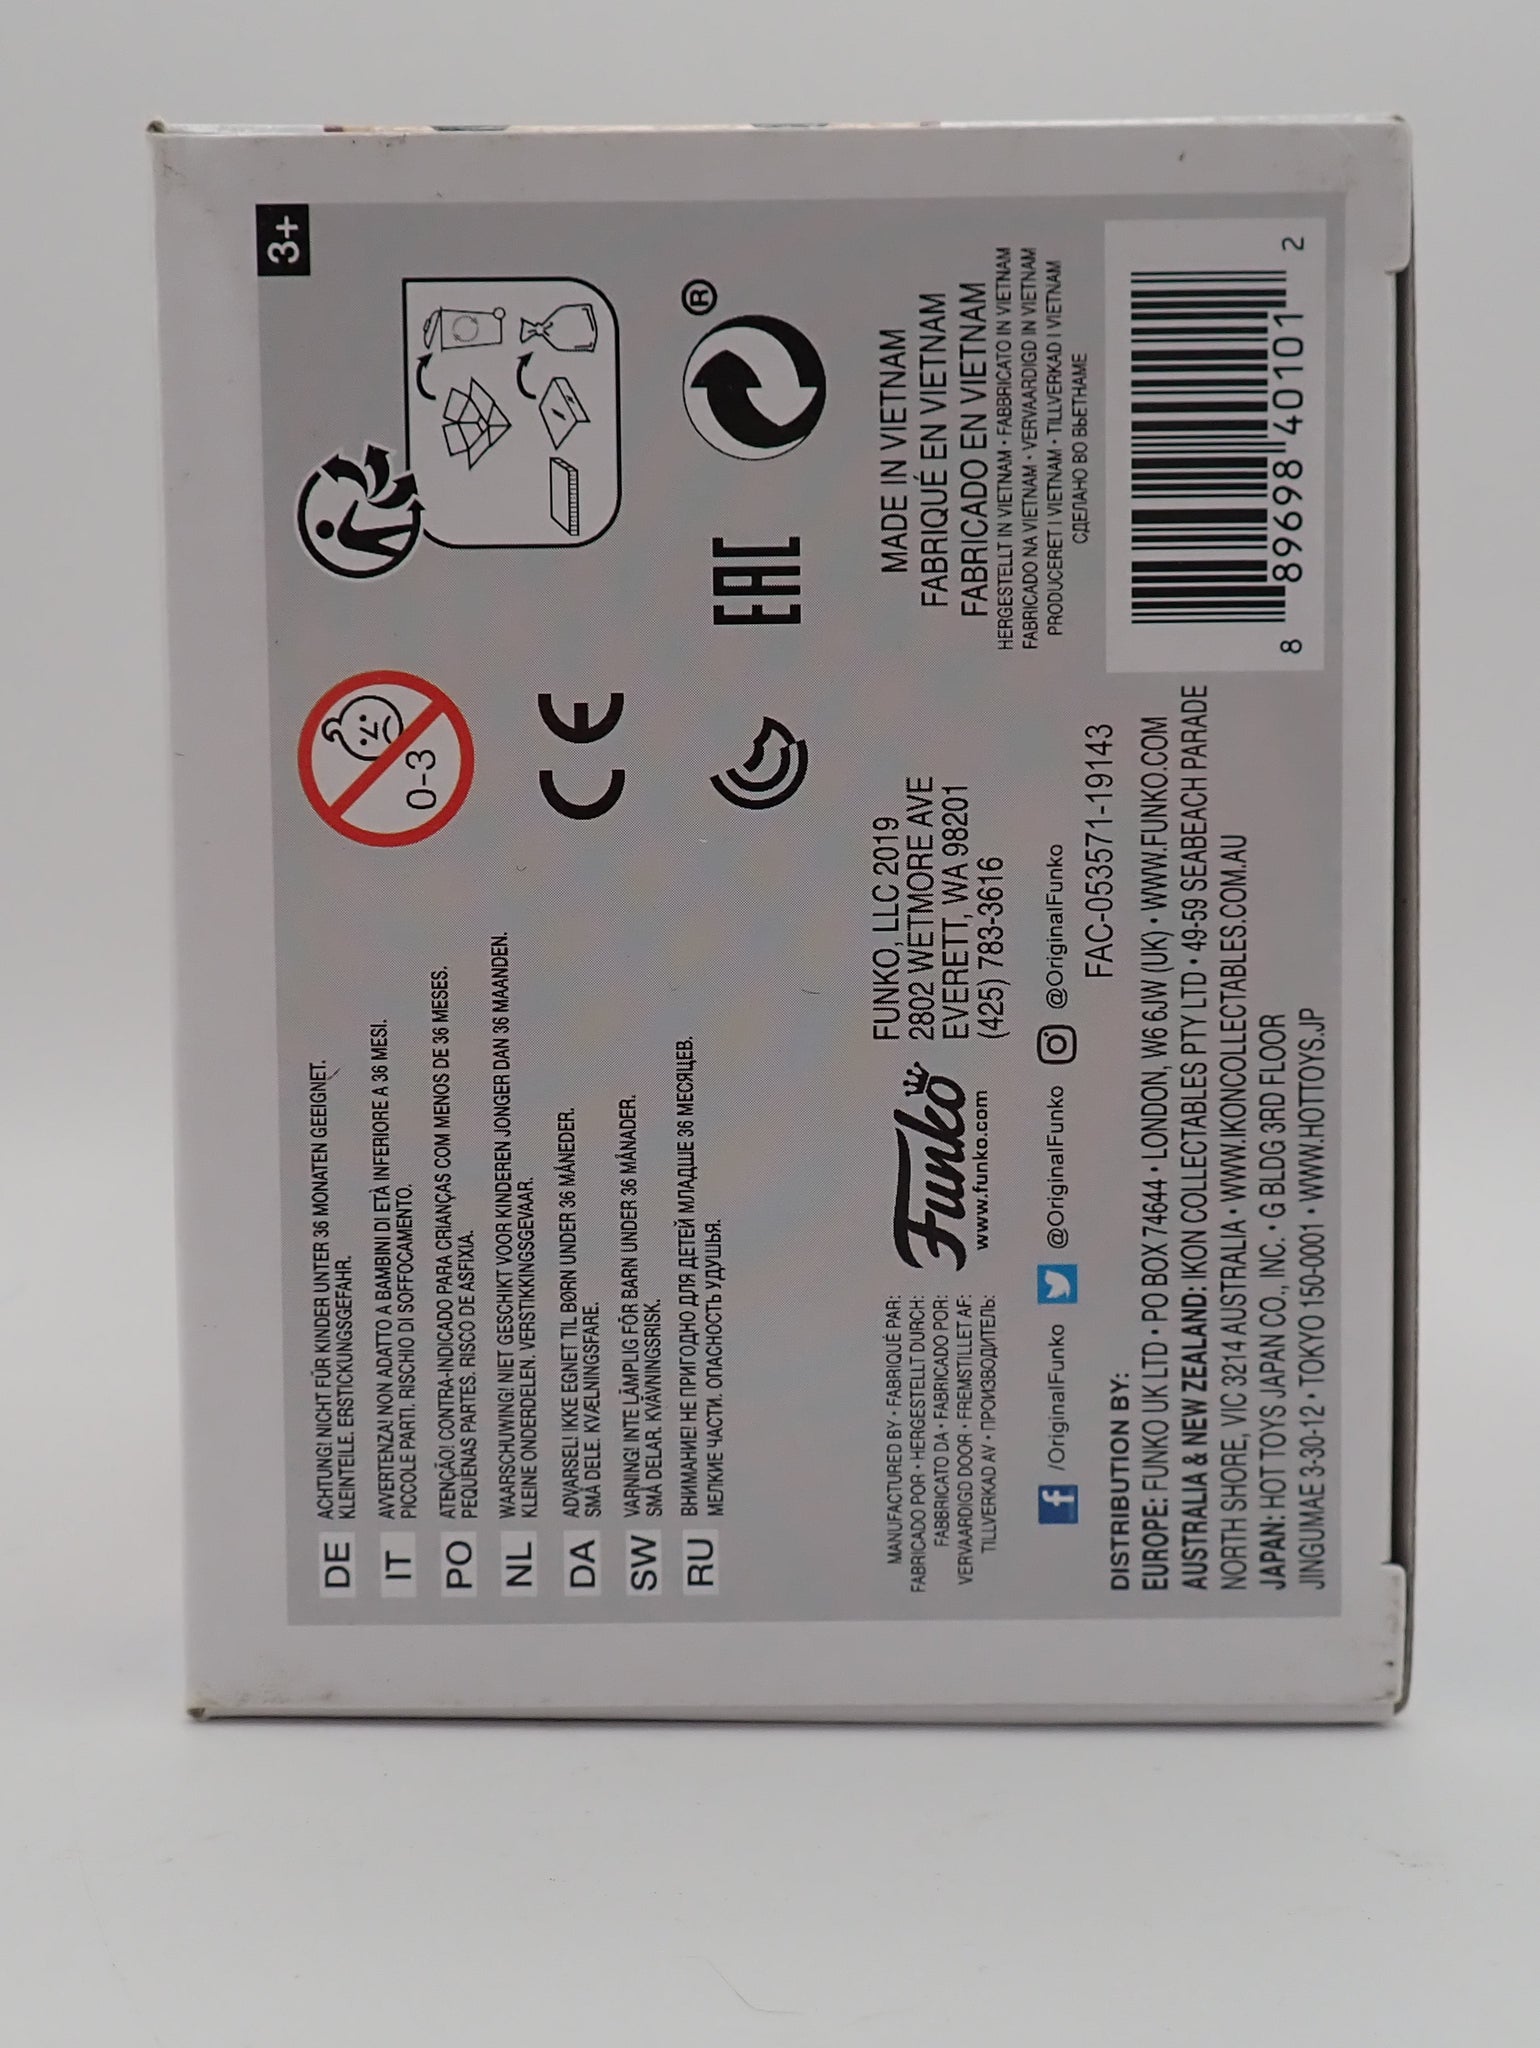 3+
DE
ACHTUNG! NICHT FÜR KINDER UNTER 36 MONATEN GEEIGNET.
KLEINTEILE. ERSTICKUNGSGEFAHR.
IT
AVVERTENZA! NON ADATTO A BAMBINI DI ETÀ INFERIORE A 36 MESI.
PICCOLE PARTI. RISCHIO DI SOFFOCAMENTO.
PO
ATENÇÃO! CONTRA-INDICADO PARA CRIANÇAS COM MENOS DE 36 MESES.
PEQUENAS PARTES. RISCO DE ASFIXIA.
NL
WAARSCHUWING! NIET GESCHIKT VOOR KINDEREN JONGER DAN 36 MAANDEN.
KLEINE ONDERDELEN. VERSTIKKINGSGEVAAR.
DA
ADVARSEL! IKKE EGNET TIL BØRN UNDER 36 MÅNEDER.
SMÅ DELE. KVÆLNINGSFARE.
SW
VARNING! INTE LÄMPLIG FÖR BARN UNDER 36 MÅNADER.
SMÅ DELAR. KVÄVNINGSRISK.
RU
ВНИМАНИЕ! НЕ ПРИГОДНО ДЛЯ ДЕТЕЙ МЛАДШЕ 36 МЕСЯЦЕВ.
МЕЛКИЕ ЧАСТИ. ОПАСНОСТЬ УДУШЬЯ.
0-3
CE
EAC
®
MANUFACTURED BY • FABRIQUÉ PAR:
FABRICADO POR • HERGESTELLT DURCH:
FABBRICATO DA • FABRICADO POR:
VERVAARDIGD DOOR • FREMSTILLET AF:
TILLVERKAD AV • ПРОИЗВОДИТЕЛЬ:
Funko
www.funko.com
FUNKO, LLC 2019
2802 WETMORE AVE
EVERETT, WA 98201
(425) 783-3616
/OriginalFunko
@OriginalFunko
@OriginalFunko
FAC-053571-19143
MADE IN VIETNAM
FABRIQUÉ EN VIETNAM
FABRICADO EN VIETNAM
HERGESTELLT IN VIETNAM • FABBRICATO IN VIETNAM
FABRICADO NA VIETNAM • VERVAARDIGD IN VIETNAM
PRODUCERET I VIETNAM • TILLVERKAD I VIETNAM
СДЕЛАНО ВО ВЬЕТНАМЕ
DISTRIBUTION BY:
EUROPE: FUNKO UK LTD • PO BOX 74644 • LONDON, W6 6JW (UK) • WWW.FUNKO.COM
AUSTRALIA & NEW ZEALAND: IKON COLLECTABLES PTY LTD • 49-59 SEABEACH PARADE
NORTH SHORE, VIC 3214 AUSTRALIA • WWW.IKONCOLLECTABLES.COM.AU
JAPAN: HOT TOYS JAPAN CO., INC. • G BLDG 3RD FLOOR
JINGUMAE 3-30-12 • TOKYO 150-0001 • WWW.HOTTOYS.JP
8 89698 40101 2